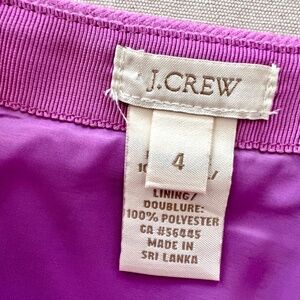 J.CREW
4
LINING/
DOUBLURE:
100% POLYESTER
CA #56445
MADE IN
SRI LANKA